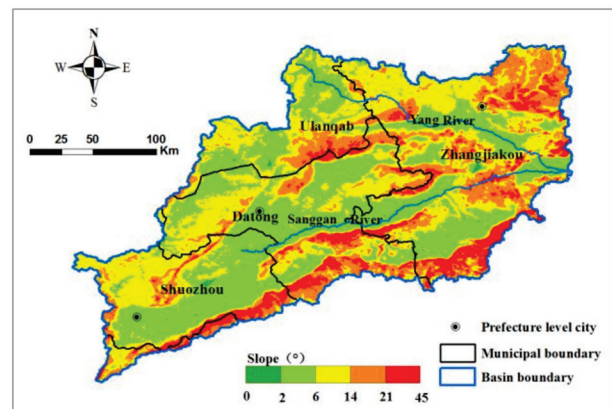 N
W E
S
0 25 50 100
Km
Ulanqab
Yang River
Zhangjiakou
Datong
Sanggan River
Shuozhou
Prefecture level city
Municipal boundary
Basin boundary
Slope（°）
0 2 6 14 21 45